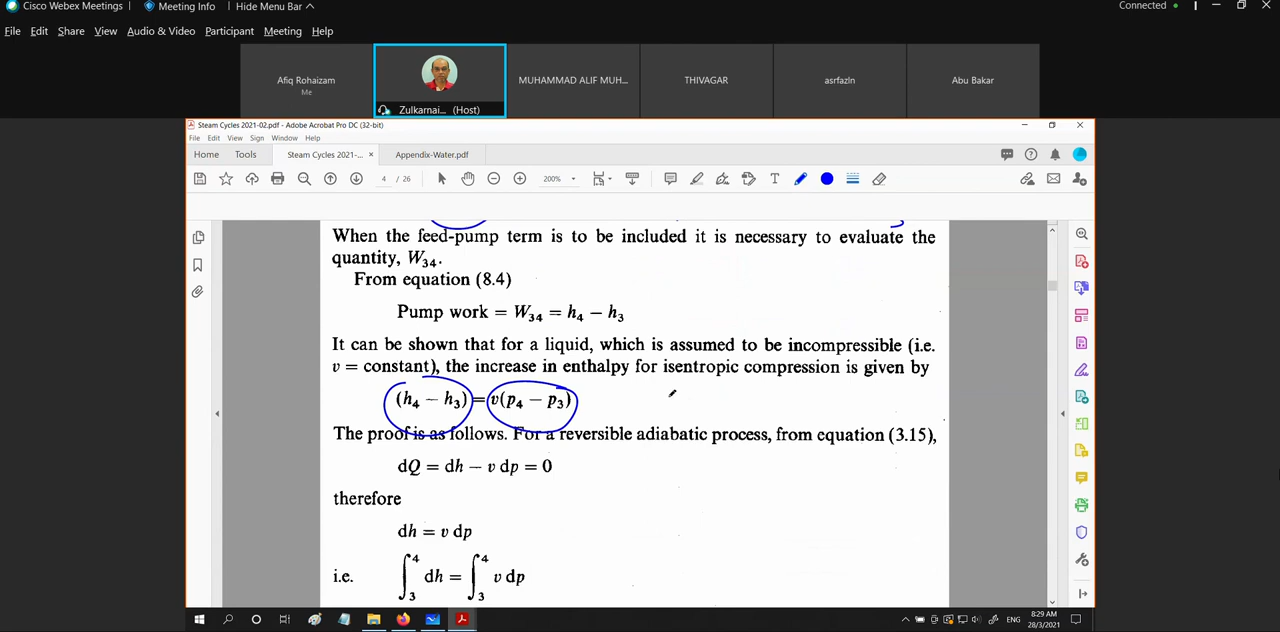 Cisco Webex Meetings
Meeting Info
Hide Menu Bar
Connected
File Edit Share View Audio & Video Participant Meeting Help
Afiq Rohaizam
Me
Zulkarnai... (Host)
MUHAMMAD ALIF MUH...
THIVAGAR
asrfazln
Abu Bakar
Steam Cycles 2021-02.pdf - Adobe Acrobat Pro DC (32-bit)
File Edit View Sign Window Help
Home Tools Steam Cycles 2021-... × Appendix-Water.pdf
4 / 26 200%
When the feed-pump term is to be included it is necessary to evaluate the
quantity, W₃₄.
From equation (8.4)
Pump work = W₃₄ = h₄ − h₃
It can be shown that for a liquid, which is assumed to be incompressible (i.e.
v = constant), the increase in enthalpy for isentropic compression is given by
(h₄ − h₃) = v(p₄ − p₃)
The proof is as follows. For a reversible adiabatic process, from equation (3.15),
dQ = dh − v dp = 0
therefore
dh = v dp
i.e. ∫₃⁴ dh = ∫₃⁴ v dp
ENG
8:29 AM
28/3/2021